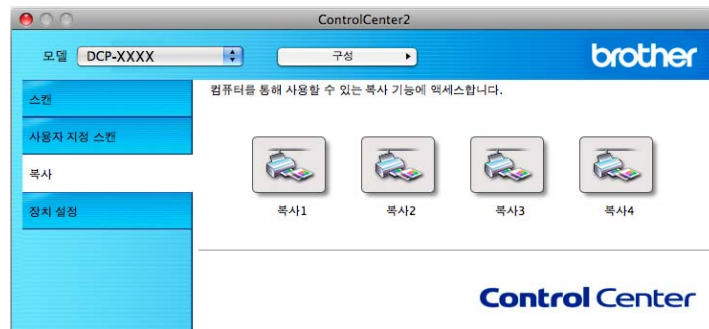 ControlCenter2
모델 DCP-XXXX 구성 brother
스캔
사용자 지정 스캔
복사
장치 설정
컴퓨터를 통해 사용할 수 있는 복사 기능에 액세스합니다.
복사1 복사2 복사3 복사4
Control Center